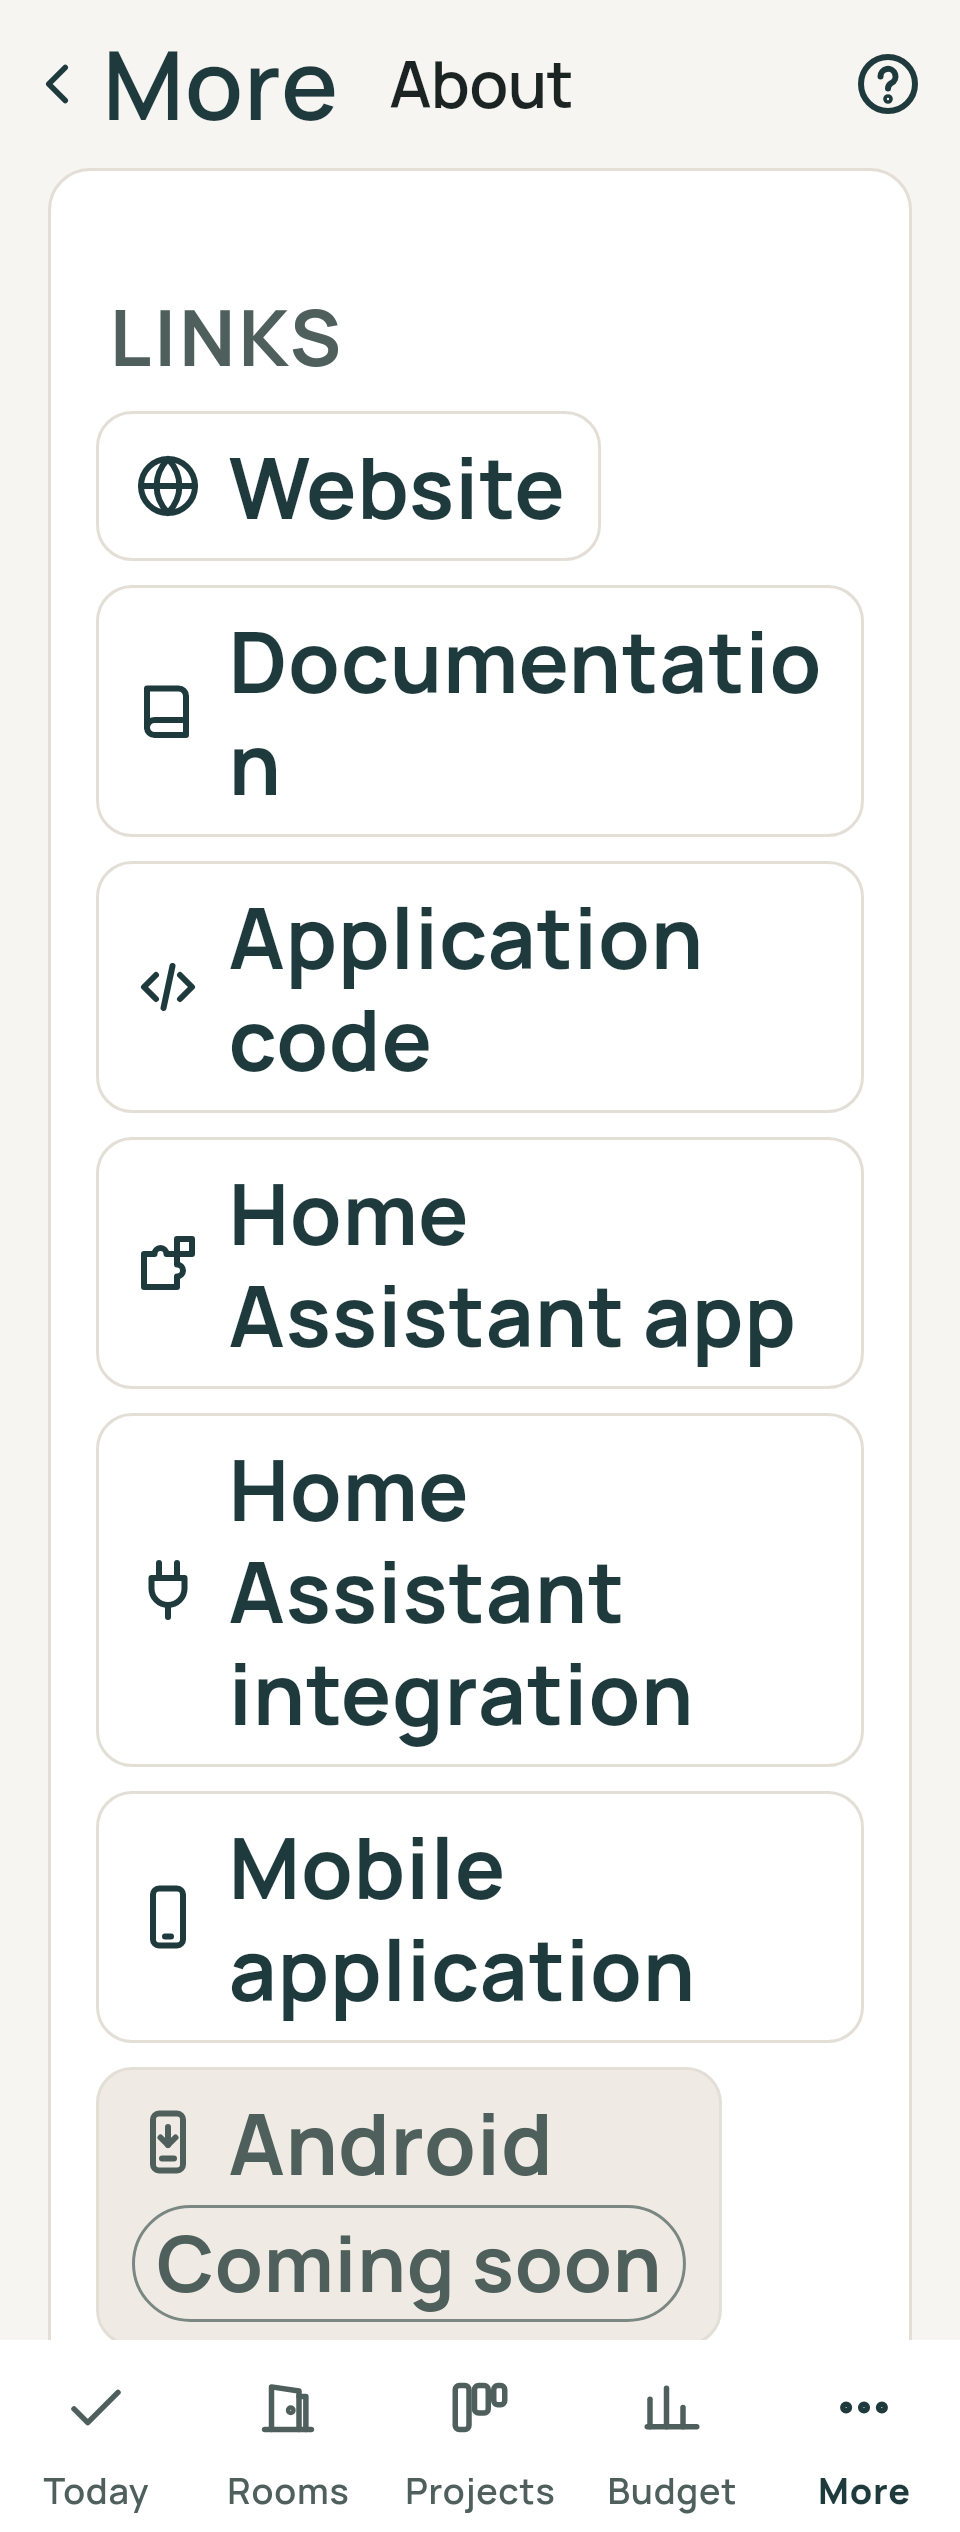 More About
LINKS
Website
Documentatio
n
Application
code
Home
Assistant app
Home
Assistant
integration
Mobile
application
Android
Coming soon
Today Rooms Projects Budget More